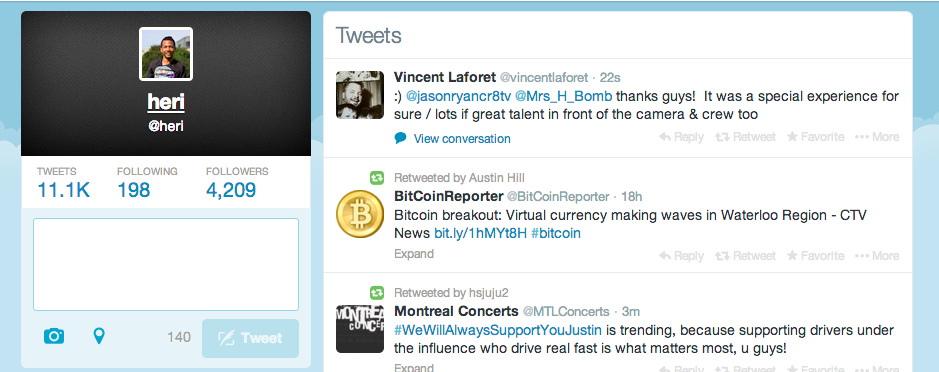 heri
@heri
TWEETS FOLLOWING FOLLOWERS
11.1K 198 4,209
140 Tweet
Tweets
Vincent Laforet @vincentlaforet · 22s
:) @jasonryancr8tv @Mrs_H_Bomb thanks guys! It was a special experience for
sure / lots if great talent in front of the camera & crew too
View conversation Reply Retweet Favorite More
Retweeted by Austin Hill
BitCoinReporter @BitCoinReporter · 18h
Bitcoin breakout: Virtual currency making waves in Waterloo Region - CTV
News bit.ly/1hMYt8H #bitcoin
Expand Reply Retweet Favorite More
Retweeted by hsjuju2
Montreal Concerts @MTLConcerts · 3m
#WeWillAlwaysSupportYouJustin is trending, because supporting drivers under
the influence who drive real fast is what matters most, u guys!
Expand Reply Retweet Favorite More